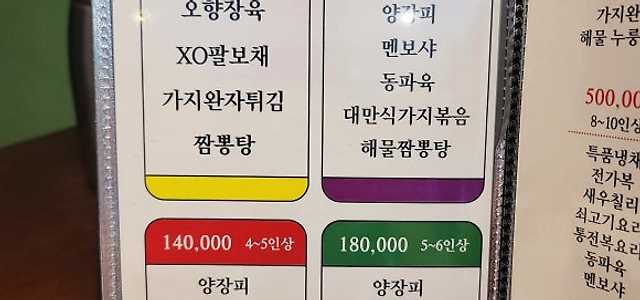 오향장육
XO팔보채
가지완자튀김
짬뽕탕
양장피
멘보샤
동파육
대만식가지볶음
해물짬뽕탕
140,000 4~5인상
양장피
180,000 5~6인상
양장피
가지완
해물 누룽
500,00
8~10인상
특품냉채
전가복
새우칠리
쇠고기요리
통전복요리
동파육
멘보샤